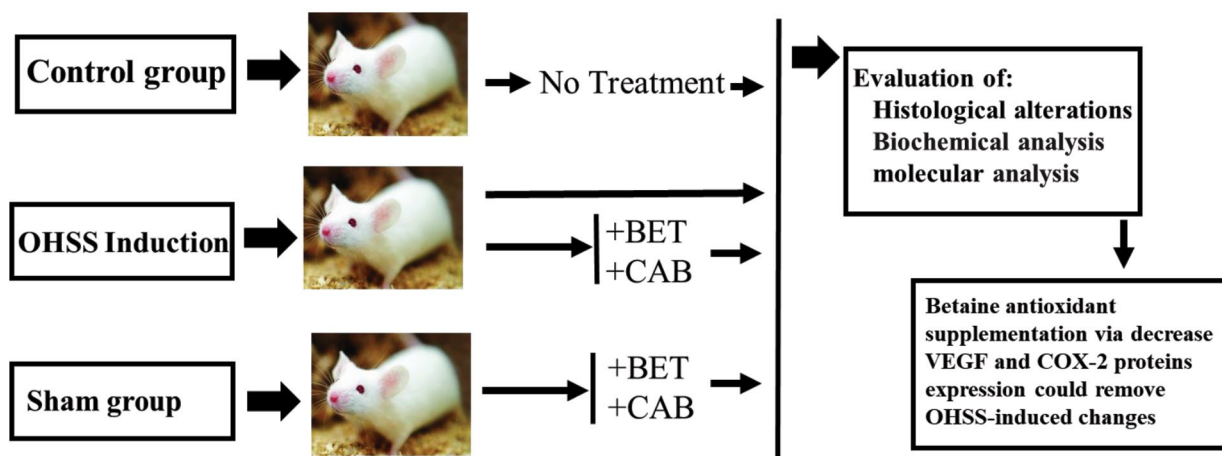 Control group
No Treatment
OHSS Induction
+BET
+CAB
Sham group
+BET
+CAB
Evaluation of:
Histological alterations
Biochemical analysis
molecular analysis
Betaine antioxidant
supplementation via decrease
VEGF and COX-2 proteins
expression could remove
OHSS-induced changes